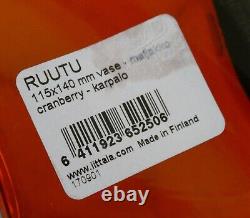 RUUTU
115x140 mm vase - maljakko
cranberry - karpalo
6 411923 652506
Made in Finland
www.iittala.com
170901